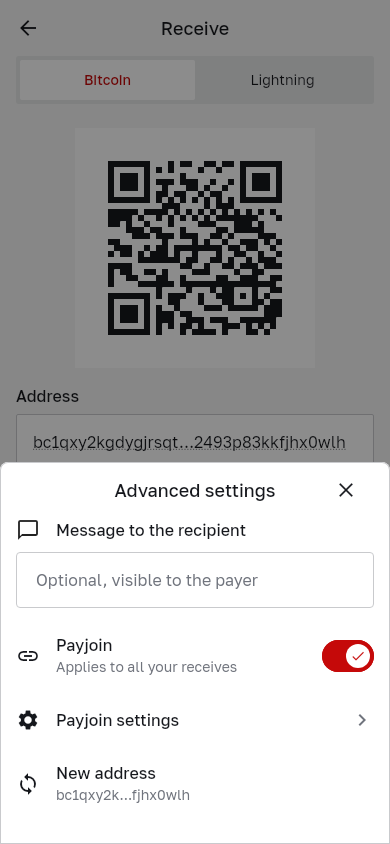 Receive
Bitcoin
Lightning
Address
bc1qxy2kgdygjrsqt...2493p83kkfjhx0wlh
Advanced settings
Message to the recipient
Optional, visible to the payer
Payjoin
Applies to all your receives
Payjoin settings
New address
bc1qxy2k...fjhx0wlh